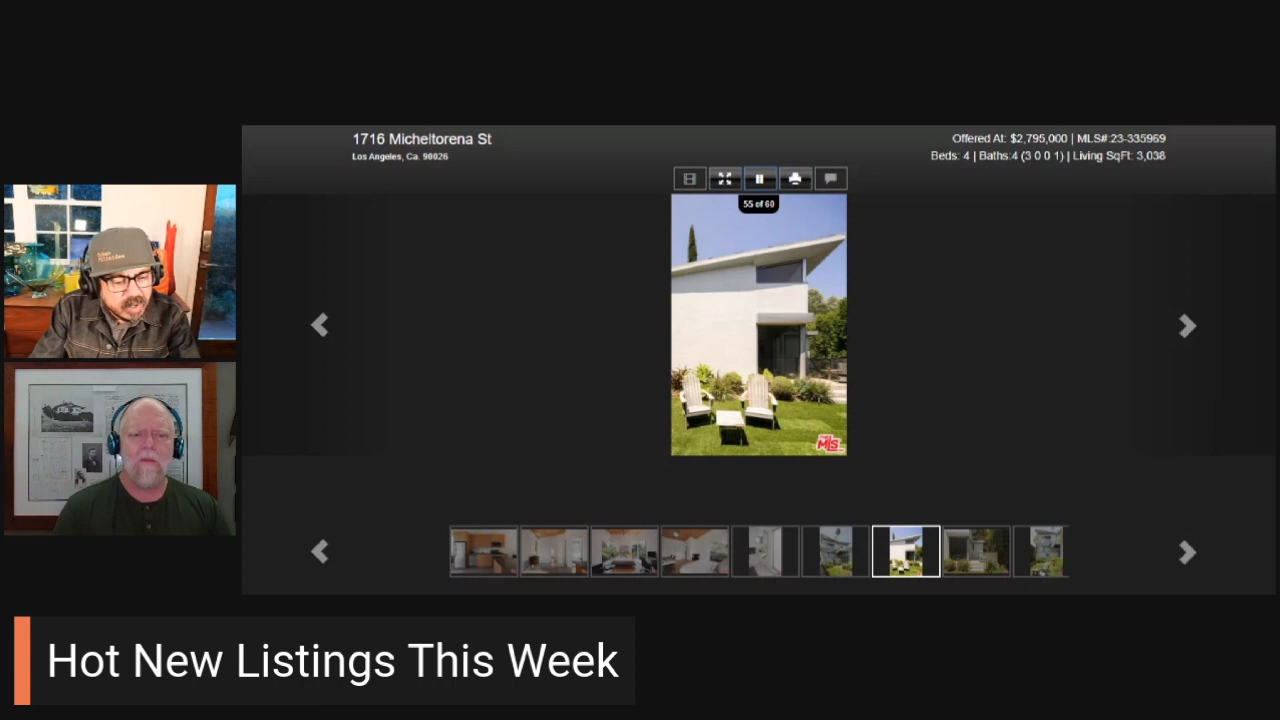 1716 Micheltorena St
Los Angeles, Ca. 90026
Offered At: $2,795,000 | MLS#:23-335969
Beds: 4 | Baths:4 (3 0 0 1) | Living SqFt: 3,038
55 of 60
MLS
Hot New Listings This Week